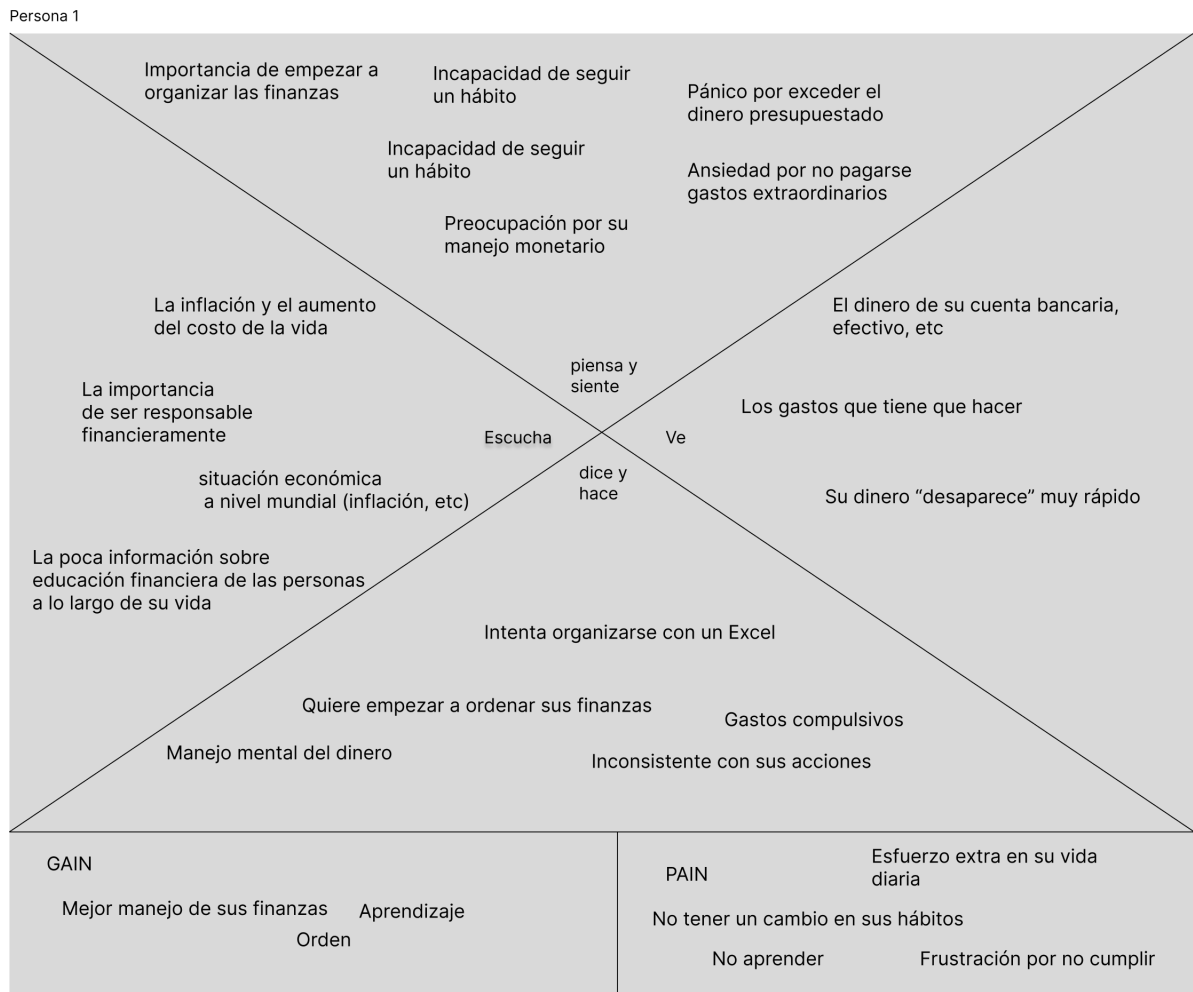 Persona 1
Importancia de empezar a
organizar las finanzas
Incapacidad de seguir
un hábito
Pánico por exceder el
dinero presupuestado
Incapacidad de seguir
un hábito
Ansiedad por no pagarse
gastos extraordinarios
Preocupación por su
manejo monetario
piensa y
siente
La inflación y el aumento
del costo de la vida
La importancia
de ser responsable
financieramente
Escucha
situación económica
a nivel mundial (inflación, etc)
La poca información sobre
educación financiera de las personas
a lo largo de su vida
El dinero de su cuenta bancaria,
efectivo, etc
Los gastos que tiene que hacer
Ve
Su dinero “desaparece” muy rápido
dice y
hace
Intenta organizarse con un Excel
Quiere empezar a ordenar sus finanzas
Gastos compulsivos
Manejo mental del dinero
Inconsistente con sus acciones
GAIN
Mejor manejo de sus finanzas
Aprendizaje
Orden
PAIN
Esfuerzo extra en su vida
diaria
No tener un cambio en sus hábitos
No aprender
Frustración por no cumplir